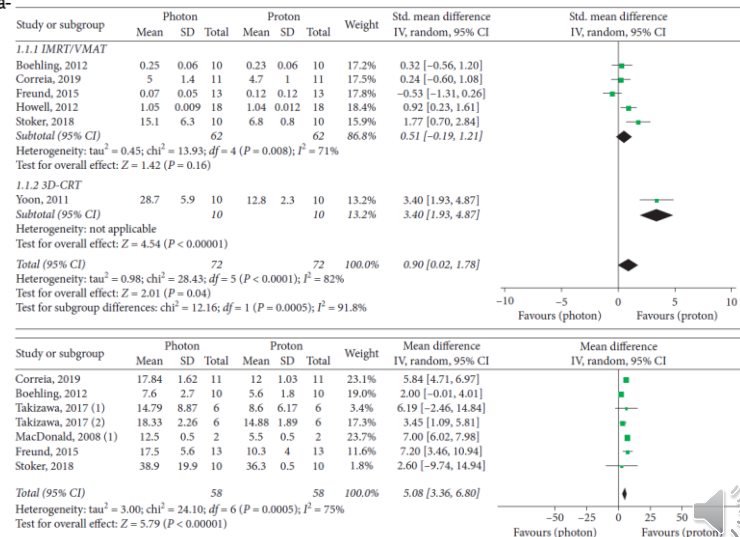 a-
Study or subgroup Photon Proton Weight Std. mean difference Std. mean difference
Mean SD Total Mean SD Total IV, random, 95% CI IV, random, 95% CI
1.1.1 IMRT/VMAT
Boehling, 2012 0.25 0.06 10 0.23 0.06 10 17.2% 0.32 [−0.56, 1.20]
Correia, 2019 5 1.4 11 4.7 1 11 17.5% 0.24 [−0.60, 1.08]
Freund, 2015 0.07 0.05 13 0.12 0.12 13 17.8% −0.53 [−1.31, 0.26]
Howell, 2012 1.05 0.009 18 1.04 0.012 18 18.4% 0.92 [0.23, 1.61]
Stoker, 2018 15.1 6.3 10 6.8 0.8 10 15.9% 1.77 [0.70, 2.84]
Subtotal (95% CI) 62 62 86.8% 0.51 [−0.19, 1.21]
Heterogeneity: tau² = 0.45; chi² = 13.93; df = 4 (P = 0.008); I² = 71%
Test for overall effect: Z = 1.42 (P = 0.16)
1.1.2 3D-CRT
Yoon, 2011 28.7 5.9 10 12.8 2.3 10 13.2% 3.40 [1.93, 4.87]
Subtotal (95% CI) 10 10 13.2% 3.40 [1.93, 4.87]
Heterogeneity: not applicable
Test for overall effect: Z = 4.54 (P < 0.00001)
Total (95% CI) 72 72 100.0% 0.90 [0.02, 1.78]
Heterogeneity: tau² = 0.98; chi² = 28.43; df = 5 (P < 0.0001); I² = 82%
Test for overall effect: Z = 2.01 (P = 0.04)
Test for subgroup differences: chi² = 12.16; df = 1 (P = 0.0005); I² = 91.8%
−10 −5 0 5 10
Favours (photon) Favours (proton)
Study or subgroup Photon Proton Weight Mean difference Mean difference
Mean SD Total Mean SD Total IV, random, 95% CI IV, random, 95% CI
Correia, 2019 17.84 1.62 11 12 1.03 11 23.1% 5.84 [4.71, 6.97]
Boehling, 2012 7.6 2.7 10 5.6 1.8 10 19.0% 2.00 [−0.01, 4.01]
Takizawa, 2017 (1) 14.79 8.87 6 8.6 6.17 6 3.4% 6.19 [−2.46, 14.84]
Takizawa, 2017 (2) 18.33 2.26 6 14.88 1.89 6 17.6% 3.45 [1.09, 5.81]
MacDonald, 2008 (1) 12.5 0.5 2 5.5 0.5 2 23.7% 7.00 [6.02, 7.98]
Freund, 2015 17.5 5.6 13 10.3 4 13 11.6% 7.20 [3.46, 10.94]
Stoker, 2018 38.9 19.9 10 36.3 0.5 10 1.8% 2.60 [−9.74, 14.94]
Total (95% CI) 58 58 100.0% 5.08 [3.36, 6.80]
Heterogeneity: tau² = 3.00; chi² = 24.10; df = 6 (P = 0.0005); I² = 75%
Test for overall effect: Z = 5.79 (P < 0.00001)
−50 −25 0 25 50
Favours (photon) Favours (proton)